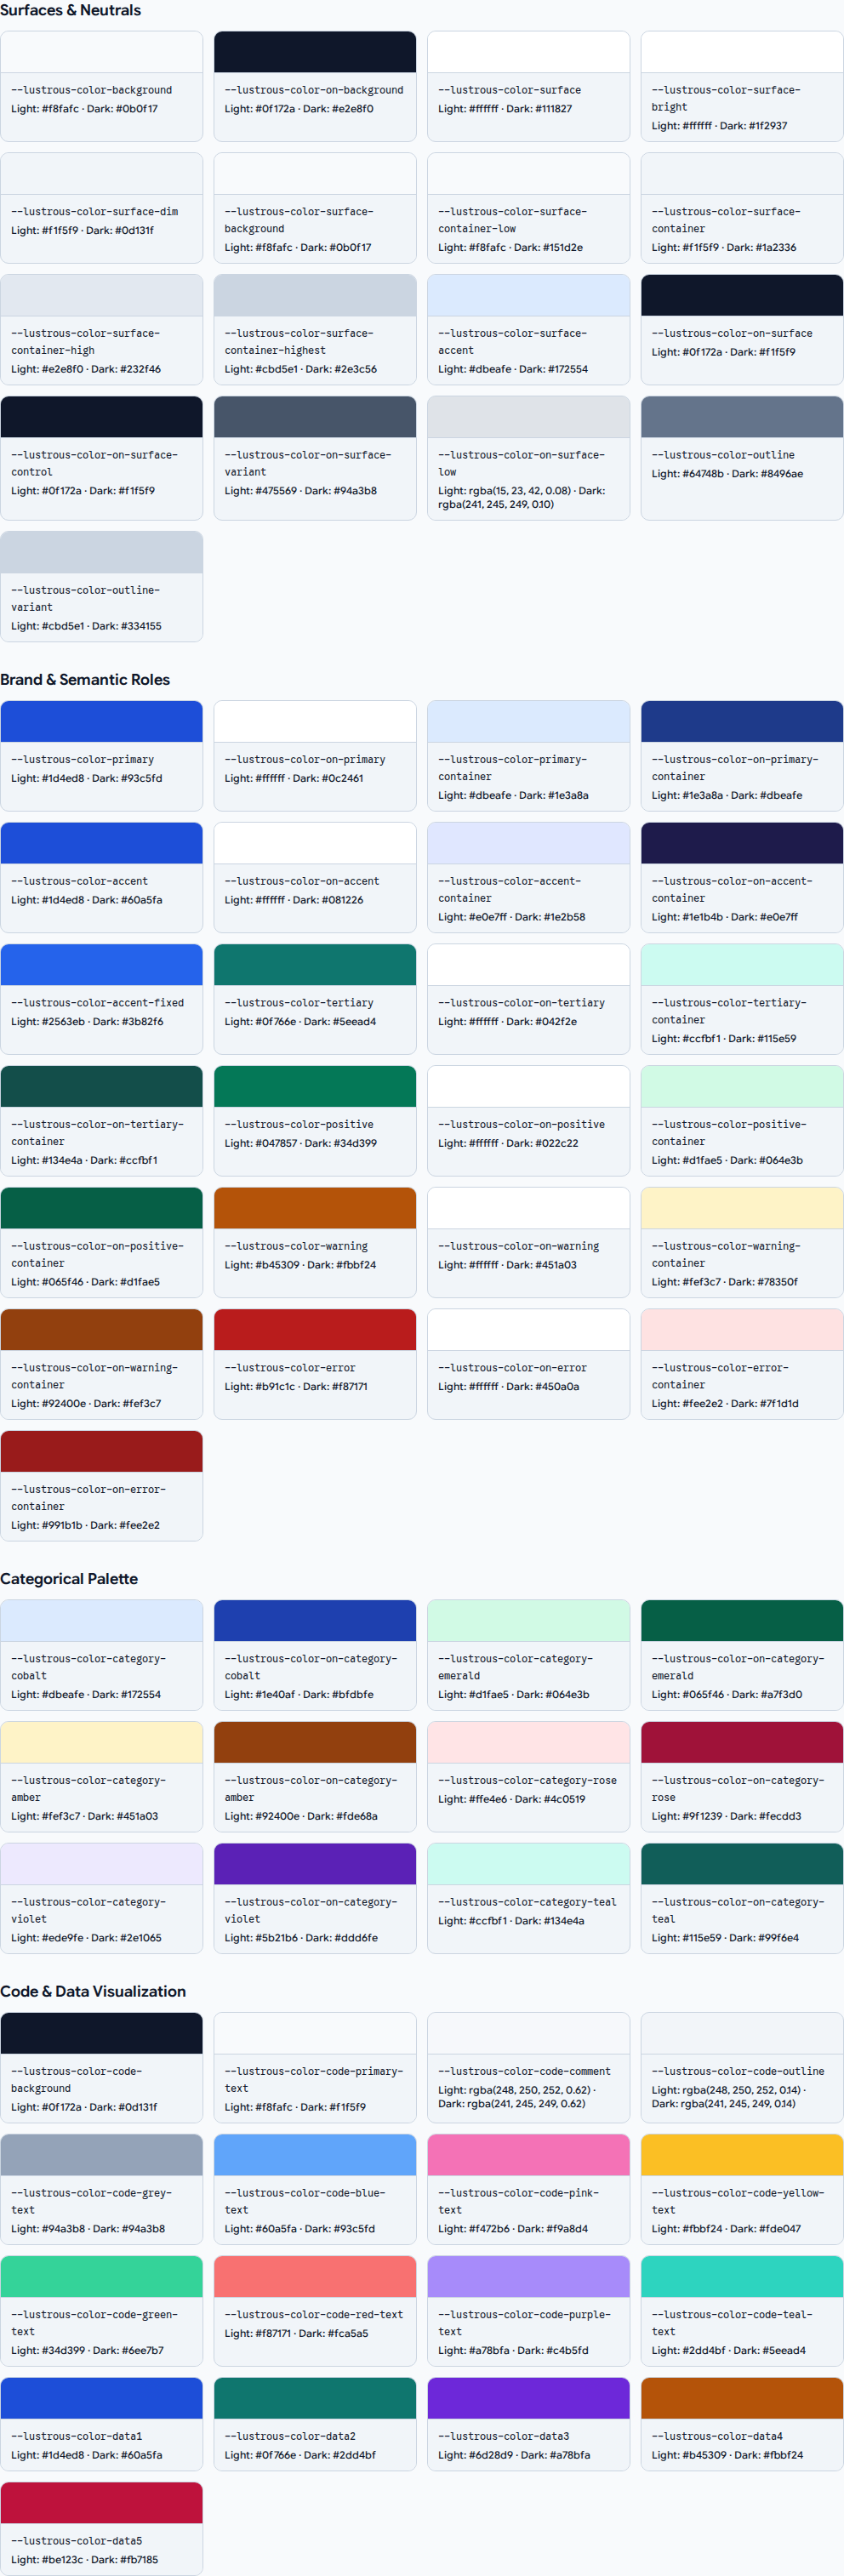 Surfaces & Neutrals
--lustrous-color-background
Light: #f8fafc · Dark: #0b0f17
--lustrous-color-on-background
Light: #0f172a · Dark: #e2e8f0
--lustrous-color-surface
Light: #ffffff · Dark: #111827
--lustrous-color-surface-
bright
Light: #ffffff · Dark: #1f2937
--lustrous-color-surface-dim
Light: #f1f5f9 · Dark: #0d131f
--lustrous-color-surface-
background
Light: #f8fafc · Dark: #0b0f17
--lustrous-color-surface-
container-low
Light: #f8fafc · Dark: #151d2e
--lustrous-color-surface-
container
Light: #f1f5f9 · Dark: #1a2336
--lustrous-color-surface-
container-high
Light: #e2e8f0 · Dark: #232f46
--lustrous-color-surface-
container-highest
Light: #cbd5e1 · Dark: #2e3c56
--lustrous-color-surface-
accent
Light: #dbeafe · Dark: #172554
--lustrous-color-on-surface
Light: #0f172a · Dark: #f1f5f9
--lustrous-color-on-surface-
control
Light: #0f172a · Dark: #f1f5f9
--lustrous-color-on-surface-
variant
Light: #475569 · Dark: #94a3b8
--lustrous-color-on-surface-
low
Light: rgba(15, 23, 42, 0.08) · Dark:
rgba(241, 245, 249, 0.10)
--lustrous-color-outline
Light: #64748b · Dark: #8496ae
--lustrous-color-outline-
variant
Light: #cbd5e1 · Dark: #334155
Brand & Semantic Roles
--lustrous-color-primary
Light: #1d4ed8 · Dark: #93c5fd
--lustrous-color-on-primary
Light: #ffffff · Dark: #0c2461
--lustrous-color-primary-
container
Light: #dbeafe · Dark: #1e3a8a
--lustrous-color-on-primary-
container
Light: #1e3a8a · Dark: #dbeafe
--lustrous-color-accent
Light: #1d4ed8 · Dark: #60a5fa
--lustrous-color-on-accent
Light: #ffffff · Dark: #081226
--lustrous-color-accent-
container
Light: #e0e7ff · Dark: #1e2b58
--lustrous-color-on-accent-
container
Light: #1e1b4b · Dark: #e0e7ff
--lustrous-color-accent-fixed
Light: #2563eb · Dark: #3b82f6
--lustrous-color-tertiary
Light: #0f766e · Dark: #5eead4
--lustrous-color-on-tertiary
Light: #ffffff · Dark: #042f2e
--lustrous-color-tertiary-
container
Light: #ccfbf1 · Dark: #115e59
--lustrous-color-on-tertiary-
container
Light: #134e4a · Dark: #ccfbf1
--lustrous-color-positive
Light: #047857 · Dark: #34d399
--lustrous-color-on-positive
Light: #ffffff · Dark: #022c22
--lustrous-color-positive-
container
Light: #d1fae5 · Dark: #064e3b
--lustrous-color-on-positive-
container
Light: #065f46 · Dark: #d1fae5
--lustrous-color-warning
Light: #b45309 · Dark: #fbbf24
--lustrous-color-on-warning
Light: #ffffff · Dark: #451a03
--lustrous-color-warning-
container
Light: #fef3c7 · Dark: #78350f
--lustrous-color-on-warning-
container
Light: #92400e · Dark: #fef3c7
--lustrous-color-error
Light: #b91c1c · Dark: #f87171
--lustrous-color-on-error
Light: #ffffff · Dark: #450a0a
--lustrous-color-error-
container
Light: #fee2e2 · Dark: #7f1d1d
--lustrous-color-on-error-
container
Light: #991b1b · Dark: #fee2e2
Categorical Palette
--lustrous-color-category-
cobalt
Light: #dbeafe · Dark: #172554
--lustrous-color-on-category-
cobalt
Light: #1e40af · Dark: #bfdbfe
--lustrous-color-category-
emerald
Light: #d1fae5 · Dark: #064e3b
--lustrous-color-on-category-
emerald
Light: #065f46 · Dark: #a7f3d0
--lustrous-color-category-
amber
Light: #fef3c7 · Dark: #451a03
--lustrous-color-on-category-
amber
Light: #92400e · Dark: #fde68a
--lustrous-color-category-rose
Light: #ffe4e6 · Dark: #4c0519
--lustrous-color-on-category-
rose
Light: #9f1239 · Dark: #fecdd3
--lustrous-color-category-
violet
Light: #ede9fe · Dark: #2e1065
--lustrous-color-on-category-
violet
Light: #5b21b6 · Dark: #ddd6fe
--lustrous-color-category-teal
Light: #ccfbf1 · Dark: #134e4a
--lustrous-color-on-category-
teal
Light: #115e59 · Dark: #99f6e4
Code & Data Visualization
--lustrous-color-code-
background
Light: #0f172a · Dark: #0d131f
--lustrous-color-code-primary-
text
Light: #f8fafc · Dark: #f1f5f9
--lustrous-color-code-comment
Light: rgba(248, 250, 252, 0.62) ·
Dark: rgba(241, 245, 249, 0.62)
--lustrous-color-code-outline
Light: rgba(248, 250, 252, 0.14) ·
Dark: rgba(241, 245, 249, 0.14)
--lustrous-color-code-grey-
text
Light: #94a3b8 · Dark: #94a3b8
--lustrous-color-code-blue-
text
Light: #60a5fa · Dark: #93c5fd
--lustrous-color-code-pink-
text
Light: #f472b6 · Dark: #f9a8d4
--lustrous-color-code-yellow-
text
Light: #fbbf24 · Dark: #fde047
--lustrous-color-code-green-
text
Light: #34d399 · Dark: #6ee7b7
--lustrous-color-code-red-text
Light: #f87171 · Dark: #fca5a5
--lustrous-color-code-purple-
text
Light: #a78bfa · Dark: #c4b5fd
--lustrous-color-code-teal-
text
Light: #2dd4bf · Dark: #5eead4
--lustrous-color-data1
Light: #1d4ed8 · Dark: #60a5fa
--lustrous-color-data2
Light: #0f766e · Dark: #2dd4bf
--lustrous-color-data3
Light: #6d28d9 · Dark: #a78bfa
--lustrous-color-data4
Light: #b45309 · Dark: #fbbf24
--lustrous-color-data5
Light: #be123c · Dark: #fb7185